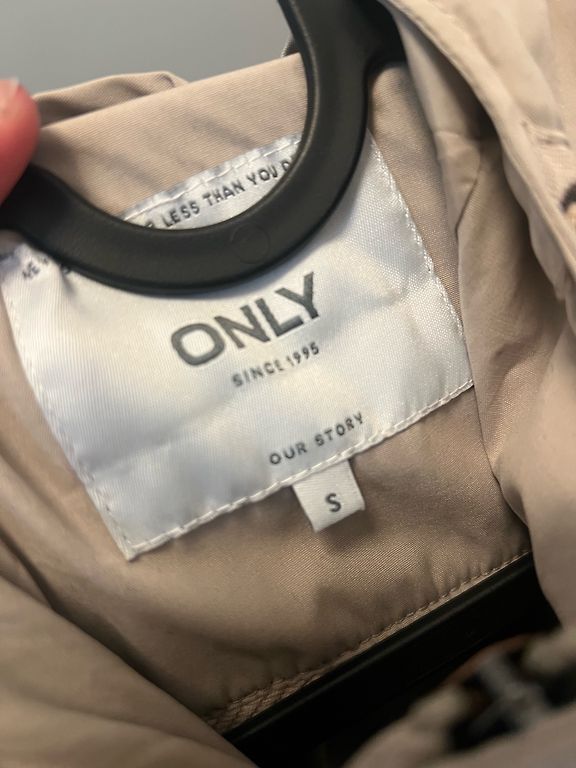 LESS THAN YOU
ONLY
SINCE 1995
OUR STORY
S